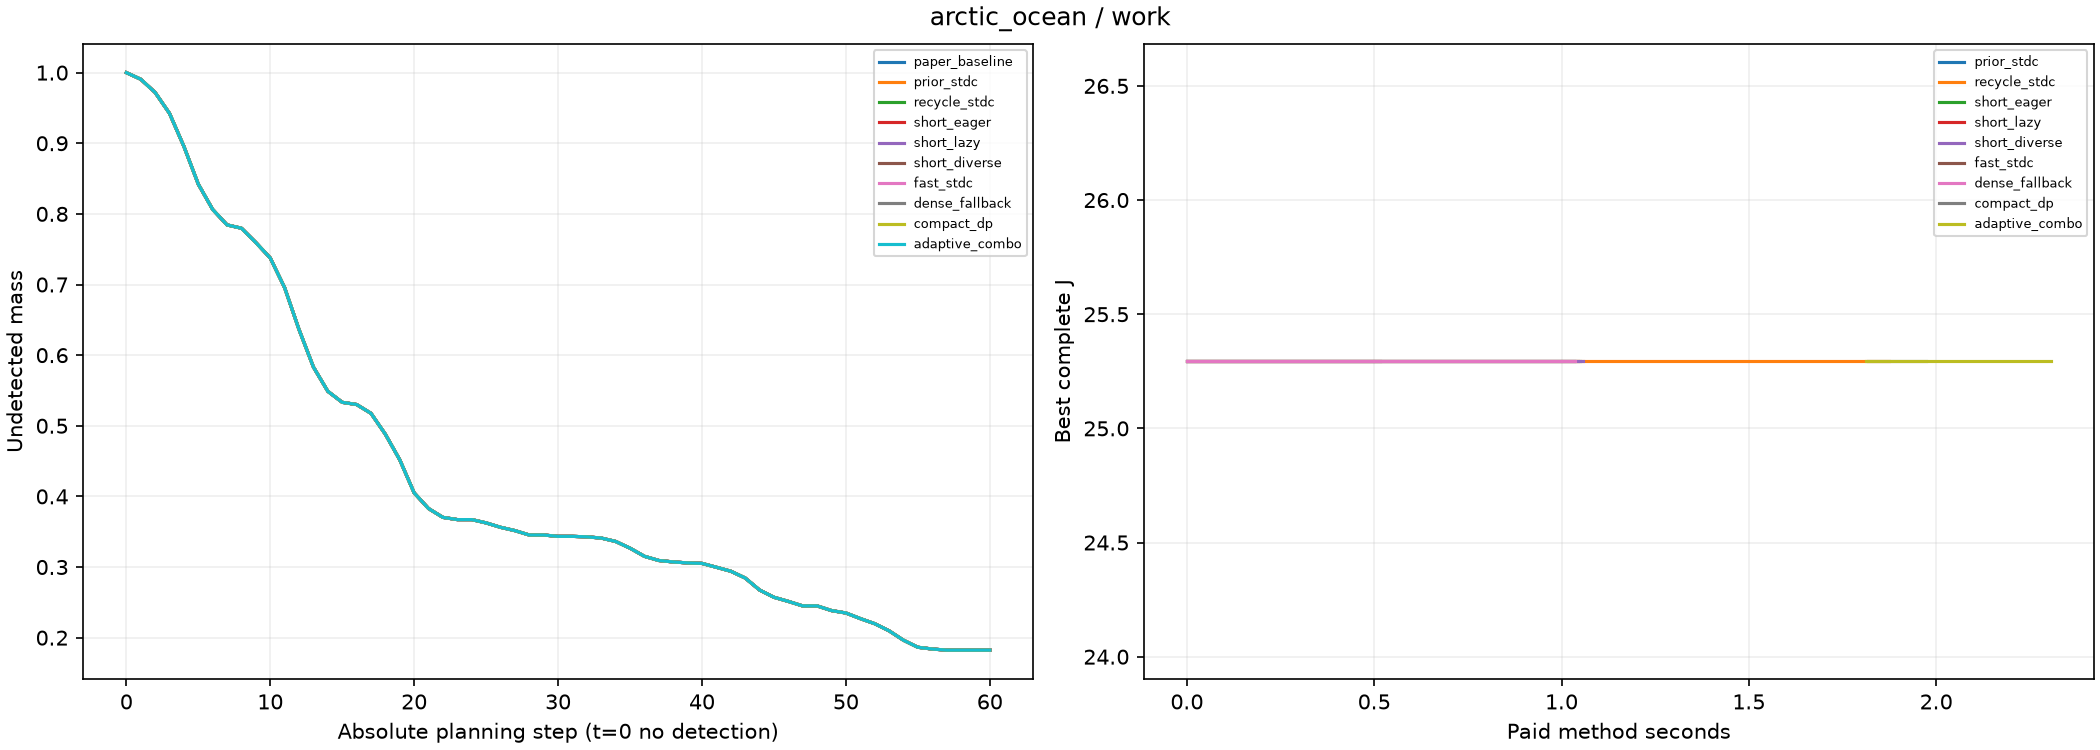 arctic_ocean / work
Undetected mass
1.0
0.9
0.8
0.7
0.6
0.5
0.4
0.3
0.2
paper_baseline
prior_stdc
recycle_stdc
short_eager
short_lazy
short_diverse
fast_stdc
dense_fallback
compact_dp
adaptive_combo
0
10
20
30
40
50
60
Absolute planning step (t=0 no detection)
Best complete J
26.5
26.0
25.5
25.0
24.5
24.0
prior_stdc
recycle_stdc
short_eager
short_lazy
short_diverse
fast_stdc
dense_fallback
compact_dp
adaptive_combo
0.0
0.5
1.0
1.5
2.0
Paid method seconds